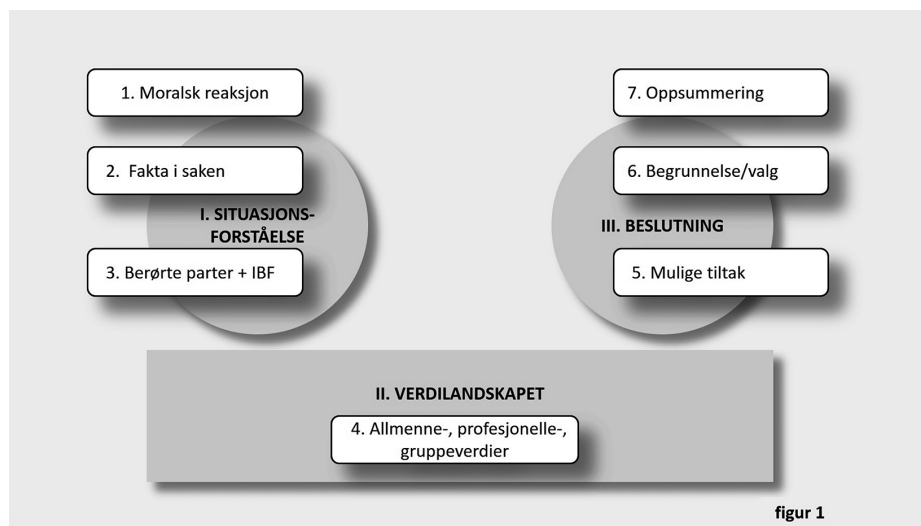 1. Moralsk reaksjon
2. Fakta i saken
I. SITUASJONS-
FORSTÅELSE
3. Berørte parter + IBF
7. Oppsummering
6. Begrunnelse/valg
III. BESLUTNING
5. Mulige tiltak
II. VERDILANDSKAPET
4. Allmenne-, profesjonelle-,
gruppeverdier
figur 1